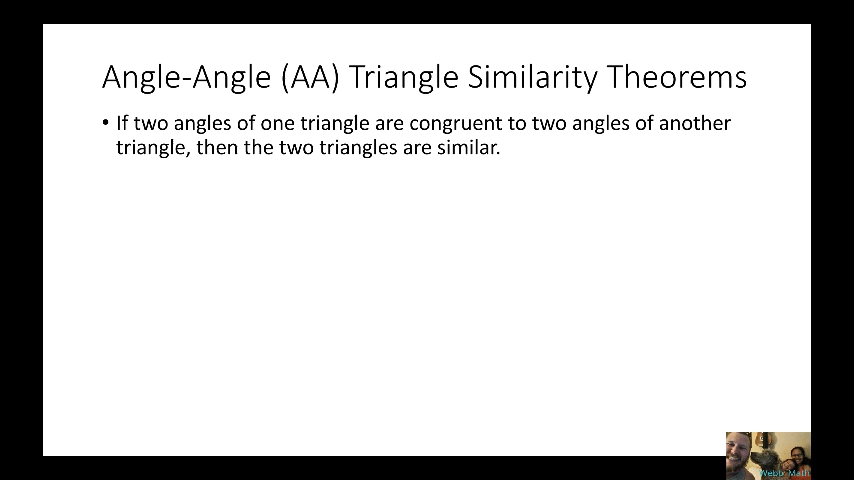 Angle-Angle (AA) Triangle Similarity Theorems
• If two angles of one triangle are congruent to two angles of another
triangle, then the two triangles are similar.
Webb Math